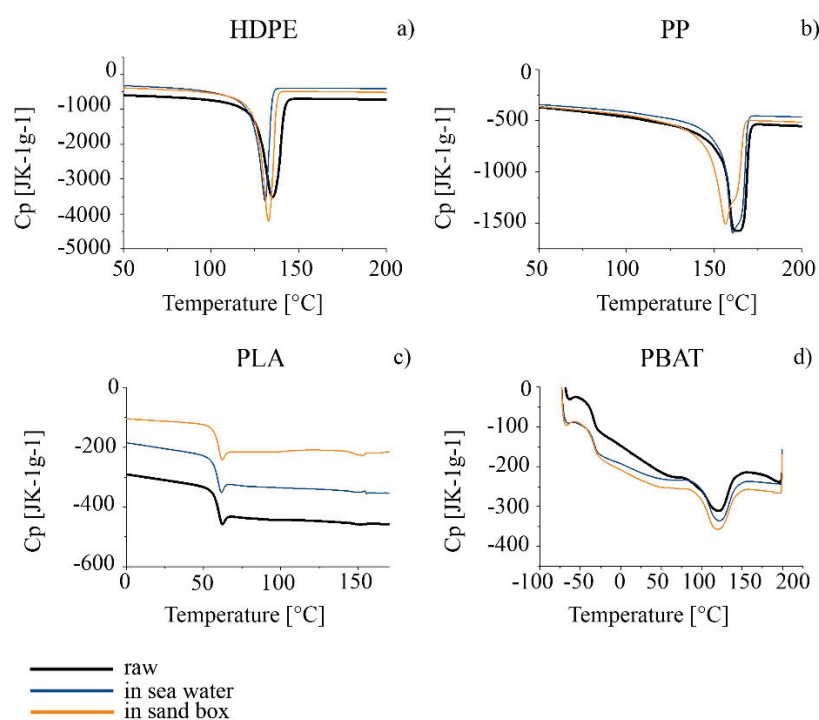 HDPE a)
0
-1000
-2000
-3000
-4000
-5000
Cp [JK-1g-1]
50 100 150 200
Temperature [°C]
PP b)
0
-500
-1000
-1500
Cp [JK-1g-1]
50 100 150 200
Temperature [°C]
PLA c)
0
-200
-400
-600
Cp [JK-1g-1]
0 50 100 150
Temperature [°C]
PBAT d)
0
-100
-200
-300
-400
-450
Cp [JK-1g-1]
-100 -50 0 50 100 150 200
Temperature [°C]
raw
in sea water
in sand box